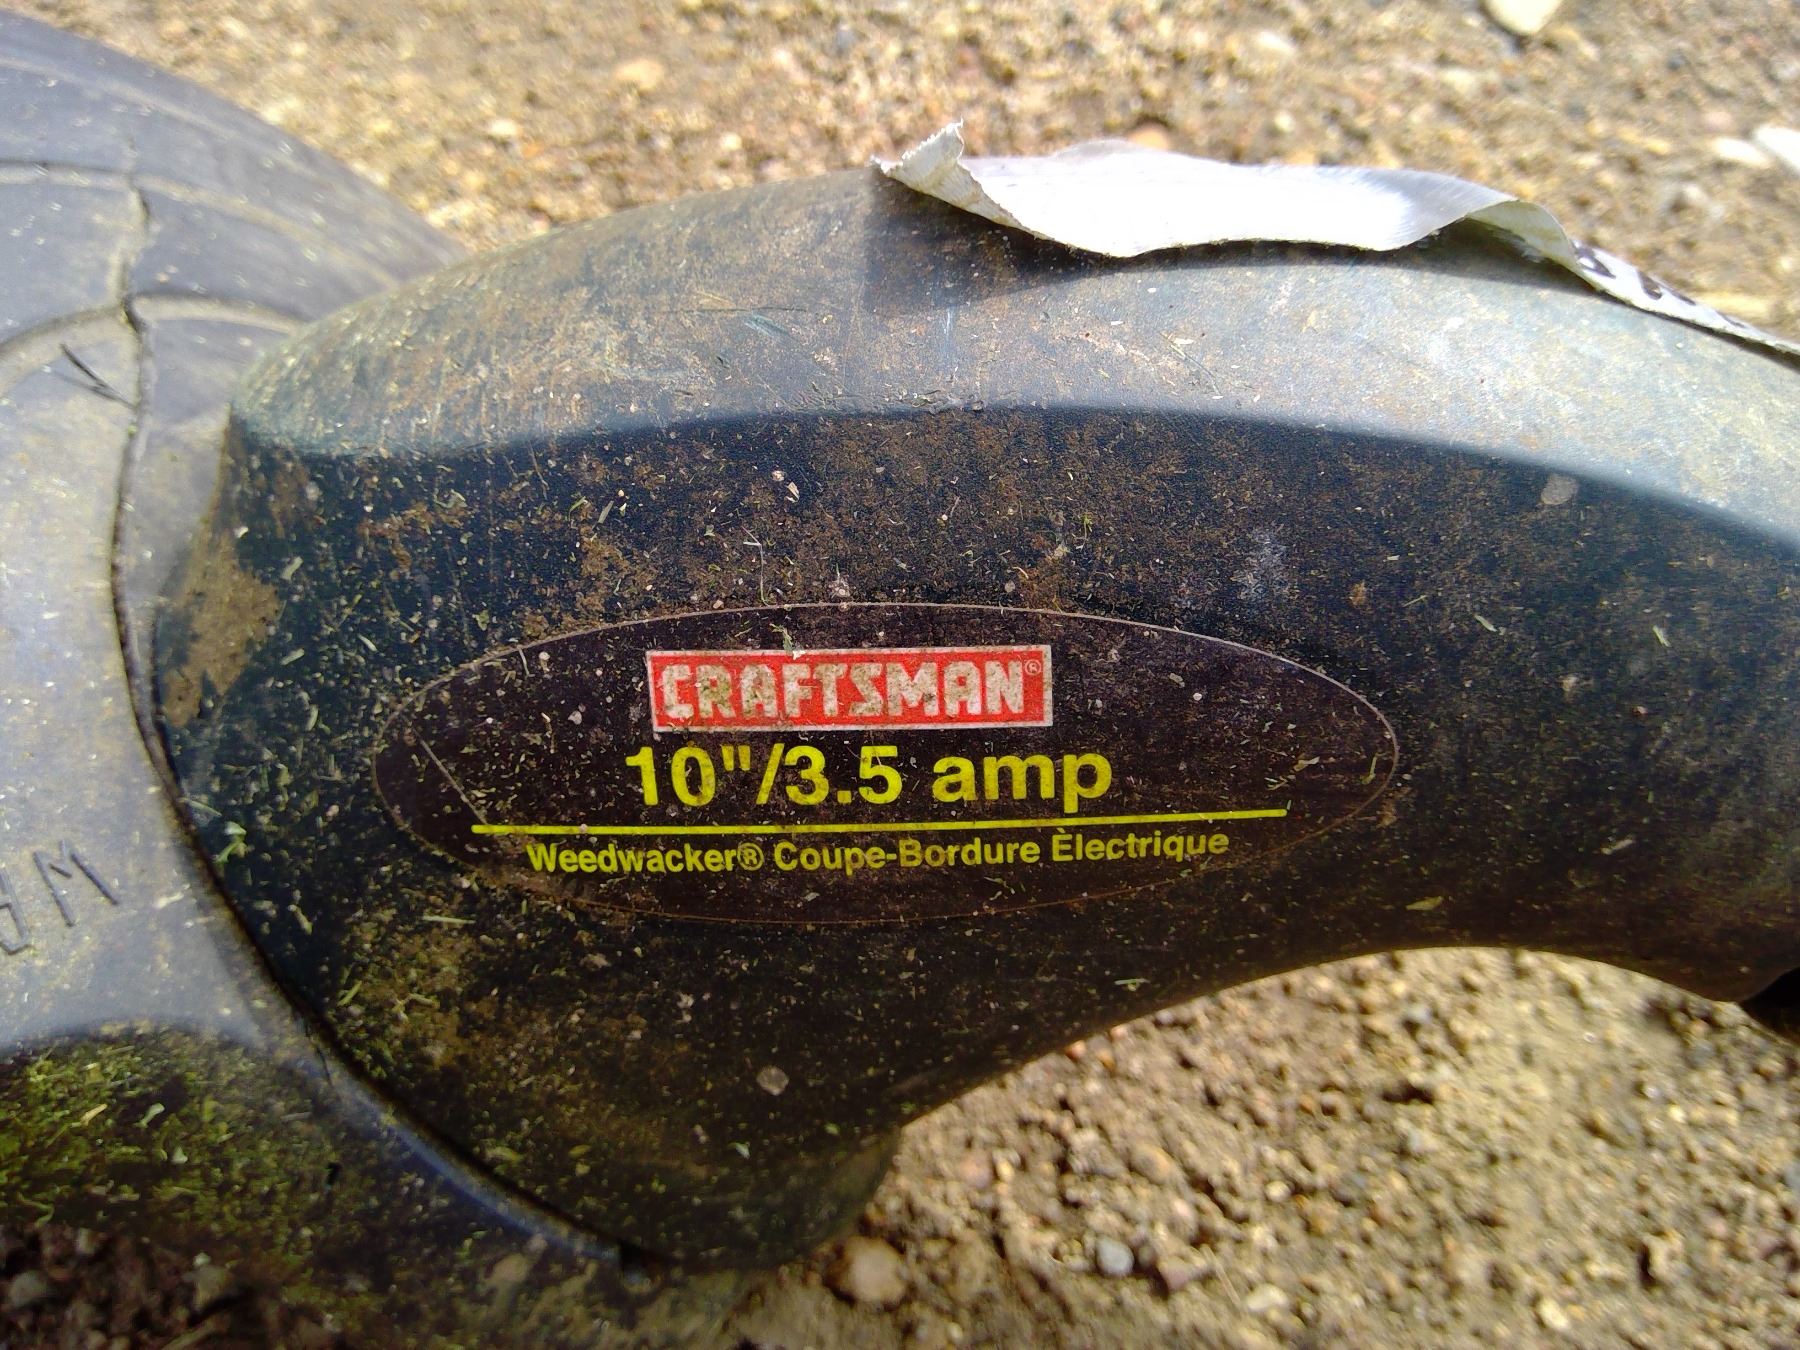 CRAFTSMAN®
10"/3.5 amp
Weedwacker® Coupe-Bordure Èlectrique